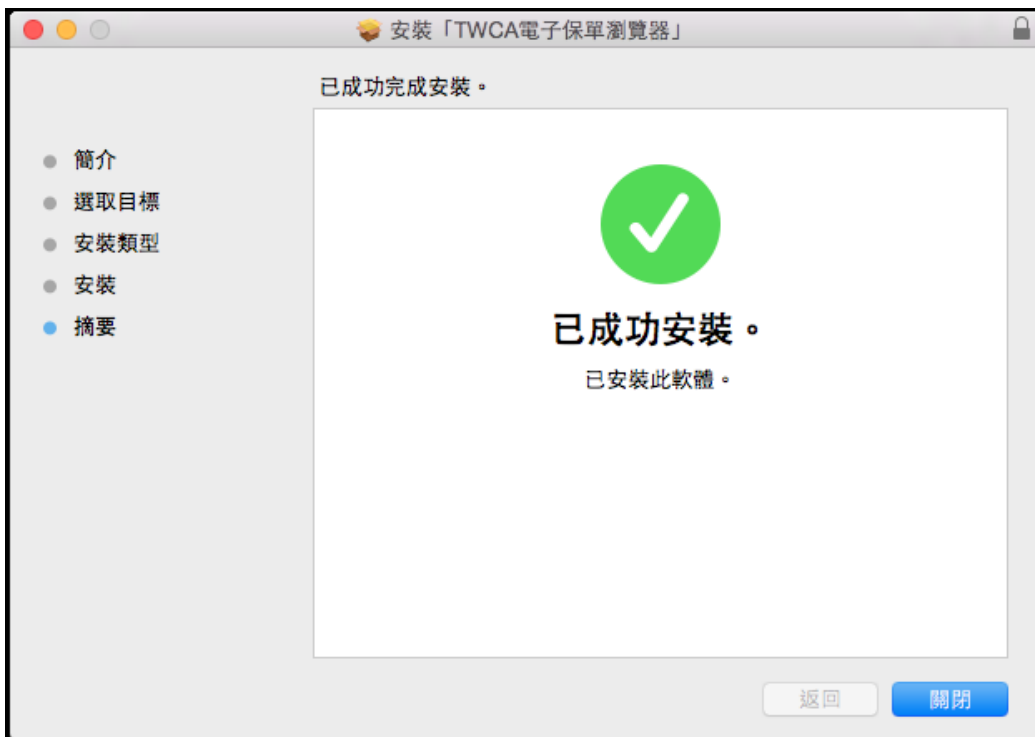 安裝「TWCA電子保單瀏覽器」
已成功完成安裝。
簡介
選取目標
安裝類型
安裝
摘要
已成功安裝。
已安裝此軟體。
返回
關閉